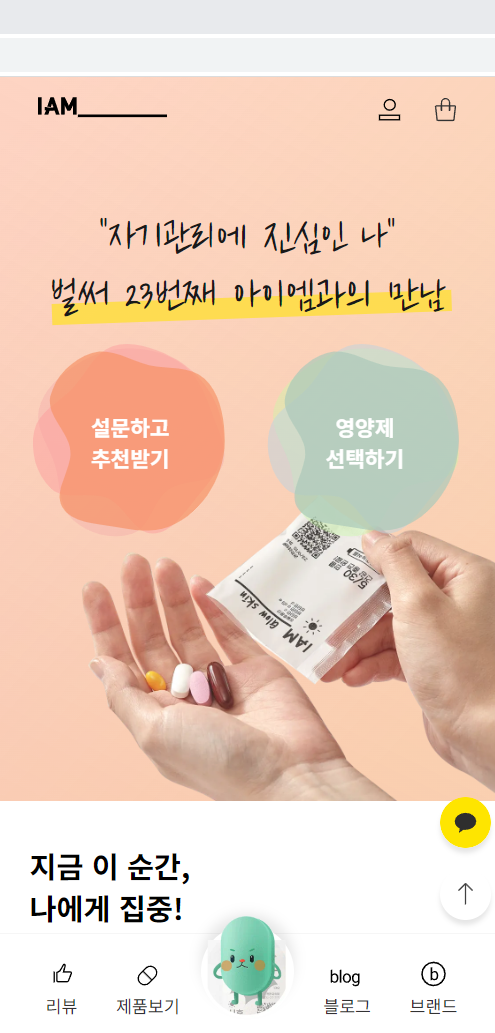 IAM
"자기관리에 진심인 나"
벌써 23번째 아이엠과의 만남
설문하고
추천받기
영양제
선택하기
5/30
IAM Glow skin
지금 이 순간,
나에게 집중!
리뷰
제품보기
blog
블로그
b
브랜드